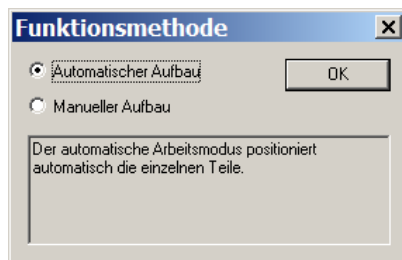 Funktionsmethode
Automatischer Aufbau
OK
Manueller Aufbau
Der automatische Arbeitsmodus positioniert
automatisch die einzelnen Teile.